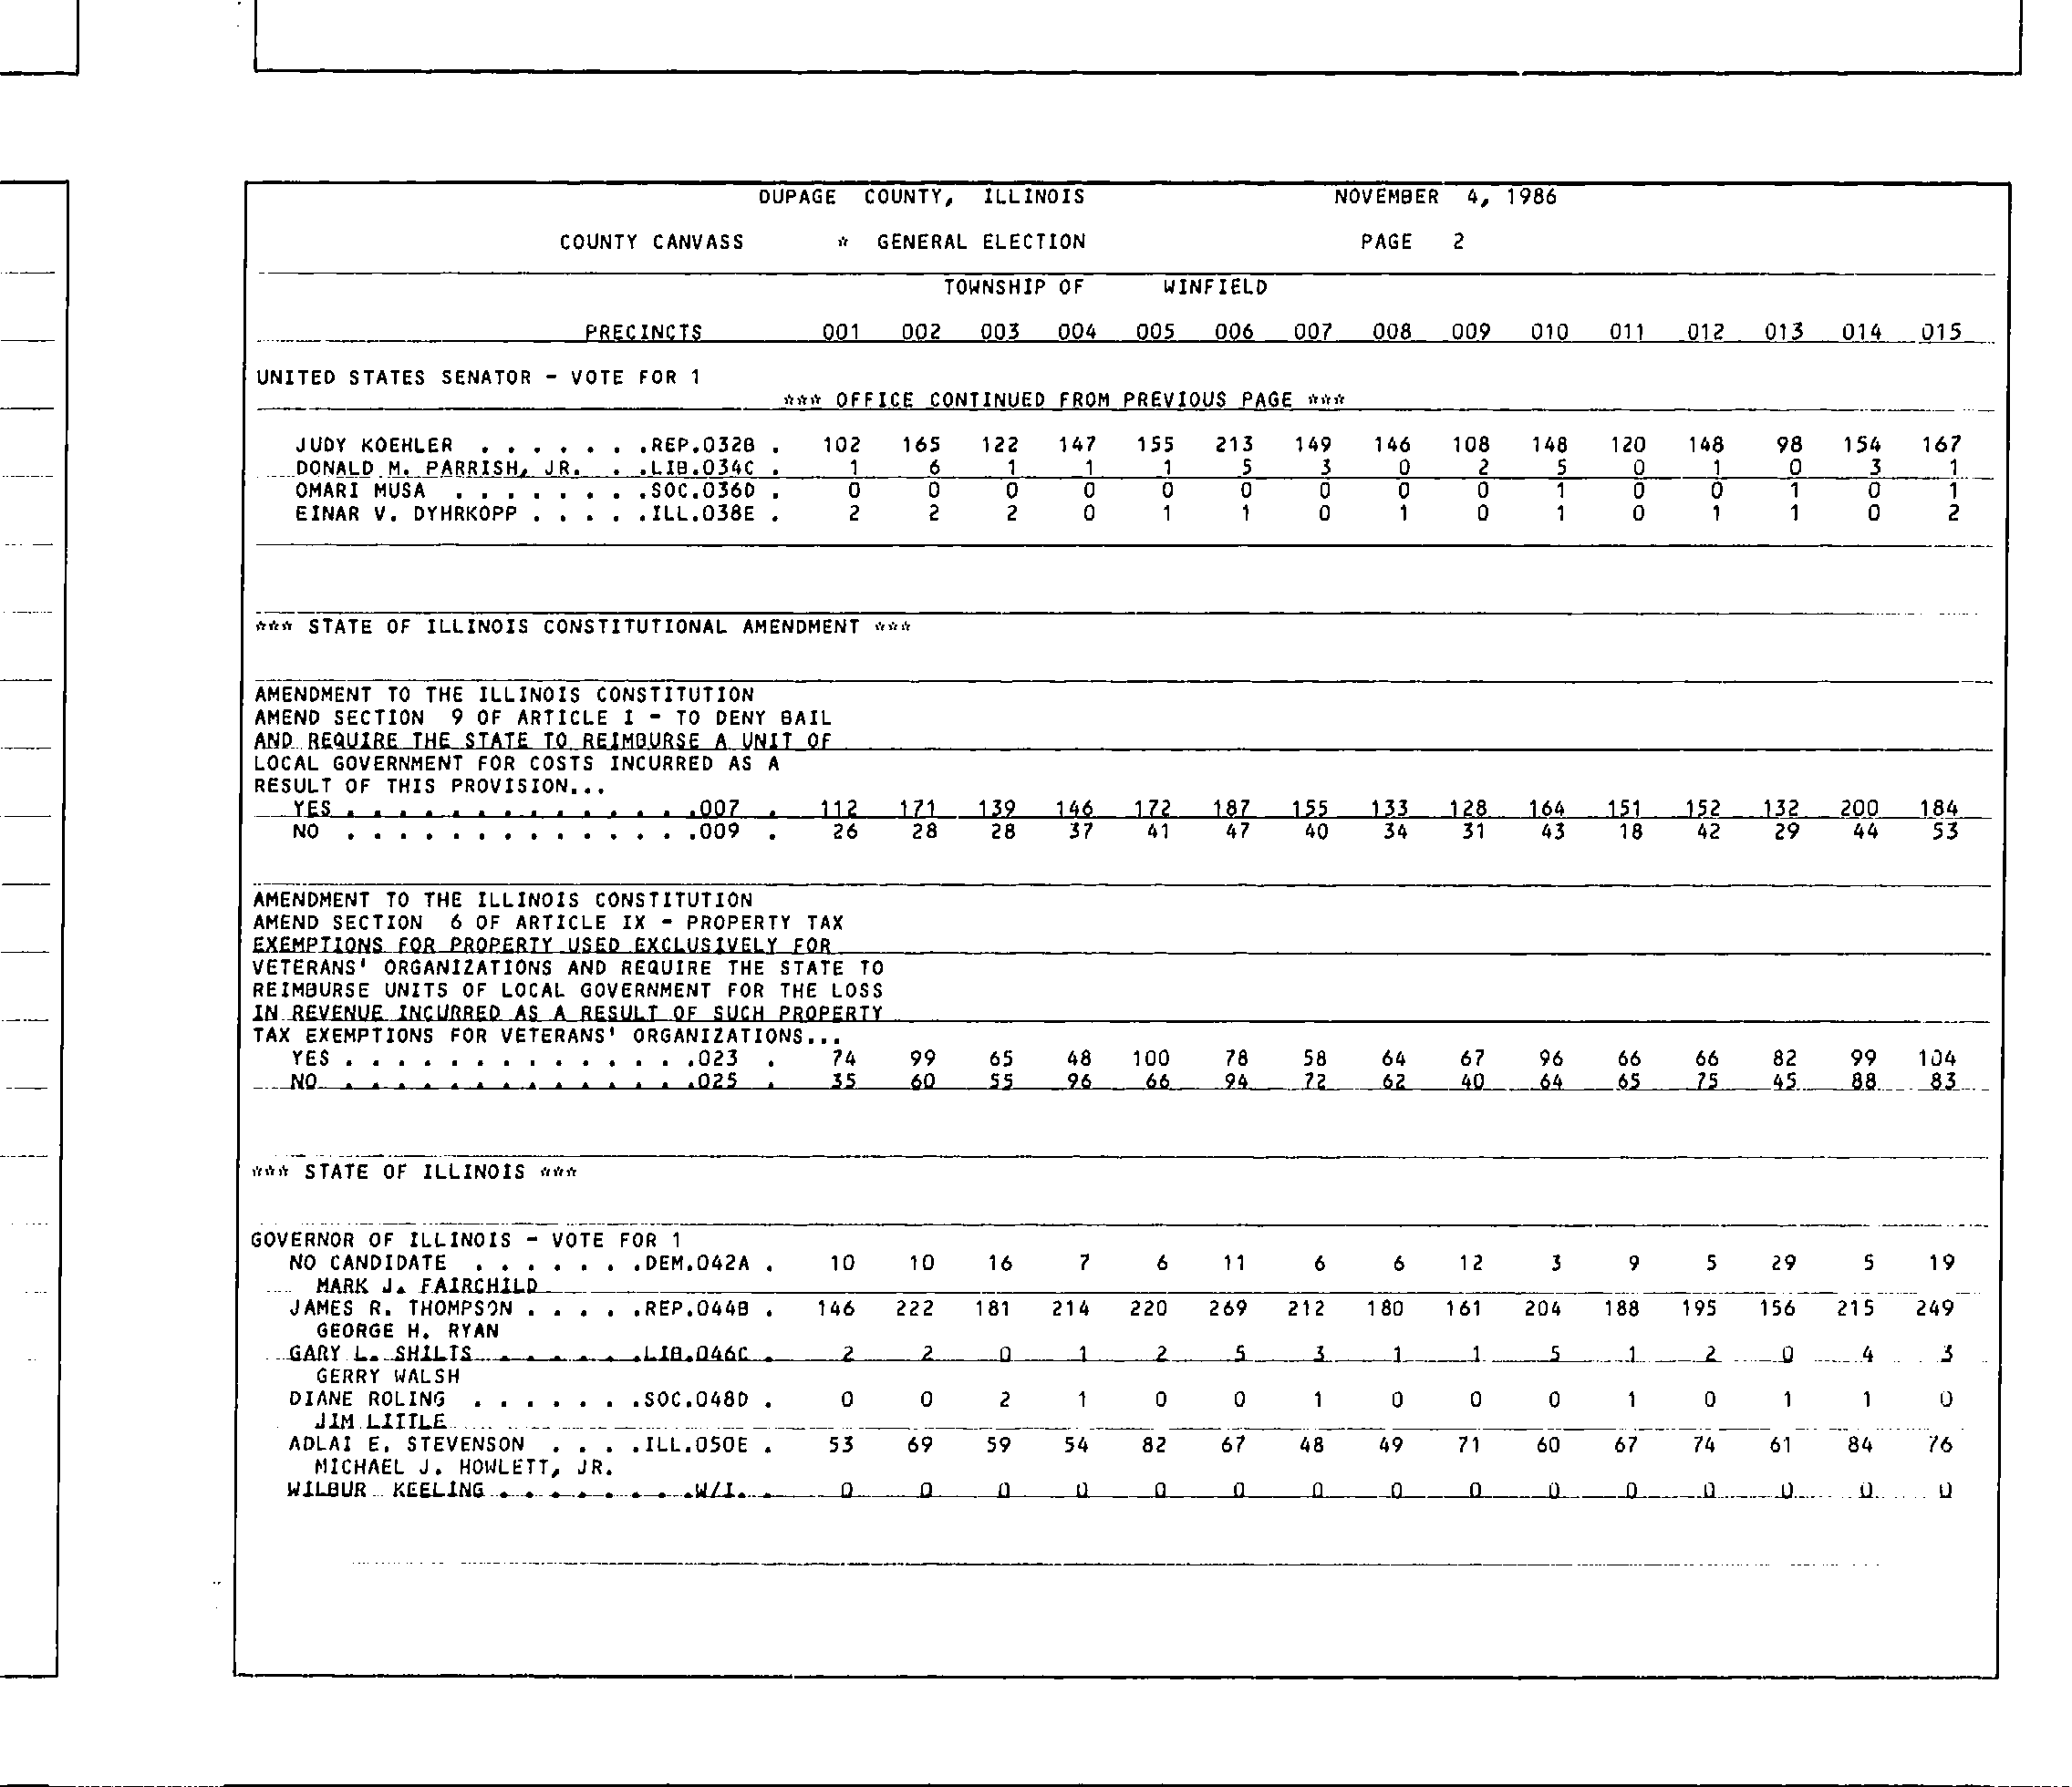 DUPAGE COUNTY, ILLINOIS NOVEMBER 4, 1986
COUNTY CANVASS * GENERAL ELECTION PAGE 2
TOWNSHIP OF WINFIELD
PRECINCTS 001 002 003 004 005 006 007 008 009 010 011 012 013 014 015
UNITED STATES SENATOR - VOTE FOR 1
*** OFFICE CONTINUED FROM PREVIOUS PAGE ***
JUDY KOEHLER . . . . . . .REP.032B . 102 165 122 147 155 213 149 146 108 148 120 148 98 154 167
DONALD M. PARRISH, JR. . .LIB.034C . 1 6 1 1 1 5 3 0 2 5 0 1 0 3 1
OMARI MUSA . . . . . . . .SOC.036D . 0 0 0 0 0 0 0 0 0 1 0 0 1 0 1
EINAR V. DYHRKOPP . . . . .ILL.038E . 2 2 2 0 1 1 0 1 0 1 0 1 1 0 2
*** STATE OF ILLINOIS CONSTITUTIONAL AMENDMENT ***
AMENDMENT TO THE ILLINOIS CONSTITUTION
AMEND SECTION 9 OF ARTICLE I - TO DENY BAIL
AND REQUIRE THE STATE TO REIMBURSE A UNIT OF
LOCAL GOVERNMENT FOR COSTS INCURRED AS A
RESULT OF THIS PROVISION...
YES . . . . . . . . . . . . . .007 . 112 171 139 146 172 187 155 133 128 164 151 152 132 200 184
NO . . . . . . . . . . . . . .009 . 26 28 28 37 41 47 40 34 31 43 18 42 29 44 53
AMENDMENT TO THE ILLINOIS CONSTITUTION
AMEND SECTION 6 OF ARTICLE IX - PROPERTY TAX
EXEMPTIONS FOR PROPERTY USED EXCLUSIVELY FOR
VETERANS' ORGANIZATIONS AND REQUIRE THE STATE TO
REIMBURSE UNITS OF LOCAL GOVERNMENT FOR THE LOSS
IN REVENUE INCURRED AS A RESULT OF SUCH PROPERTY
TAX EXEMPTIONS FOR VETERANS' ORGANIZATIONS...
YES . . . . . . . . . . . . . .023 . 74 99 65 48 100 78 58 64 67 96 66 66 82 99 104
NO . . . . . . . . . . . . . .025 . 35 60 55 96 66 94 72 62 40 64 65 75 45 88 83
*** STATE OF ILLINOIS ***
GOVERNOR OF ILLINOIS - VOTE FOR 1
NO CANDIDATE . . . . . . .DEM.042A . 10 10 16 7 6 11 6 6 12 3 9 5 29 5 19
MARK J. FAIRCHILD
JAMES R. THOMPSON . . . . .REP.044B . 146 222 181 214 220 269 212 180 161 204 188 195 156 215 249
GEORGE H. RYAN
GARY L. SHILTS . . . . . .LIB.046C . 2 2 0 1 2 5 3 1 1 5 1 2 0 4 3
GERRY WALSH
DIANE ROLING . . . . . . .SOC.048D . 0 0 2 1 0 0 1 0 0 0 1 0 1 1 0
JIM LITTLE
ADLAI E. STEVENSON . . . .ILL.050E . 53 69 59 54 82 67 48 49 71 60 67 74 61 84 76
MICHAEL J. HOWLETT, JR.
WILBUR KEELING . . . . . . . .W/I. . 0 0 0 0 0 0 0 0 0 0 0 0 0 0 0